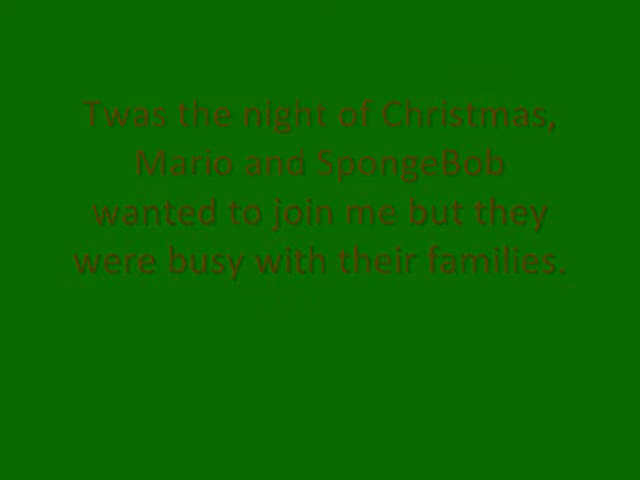 Twas the night of Christmas,
Mario and SpongeBob
wanted to join me but they
were busy with their families.